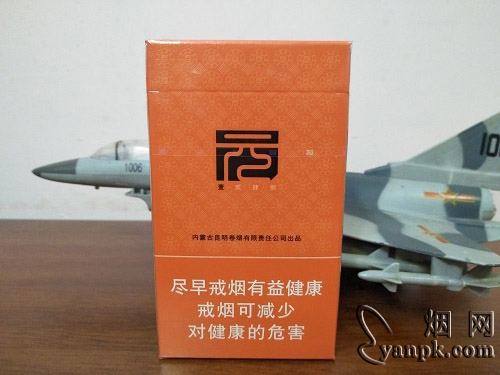 1006
10
元
内蒙古昆明卷烟有限责任公司出品
尽早戒烟有益健康
戒烟可减少
对健康的危害
烟网
yanpk.com